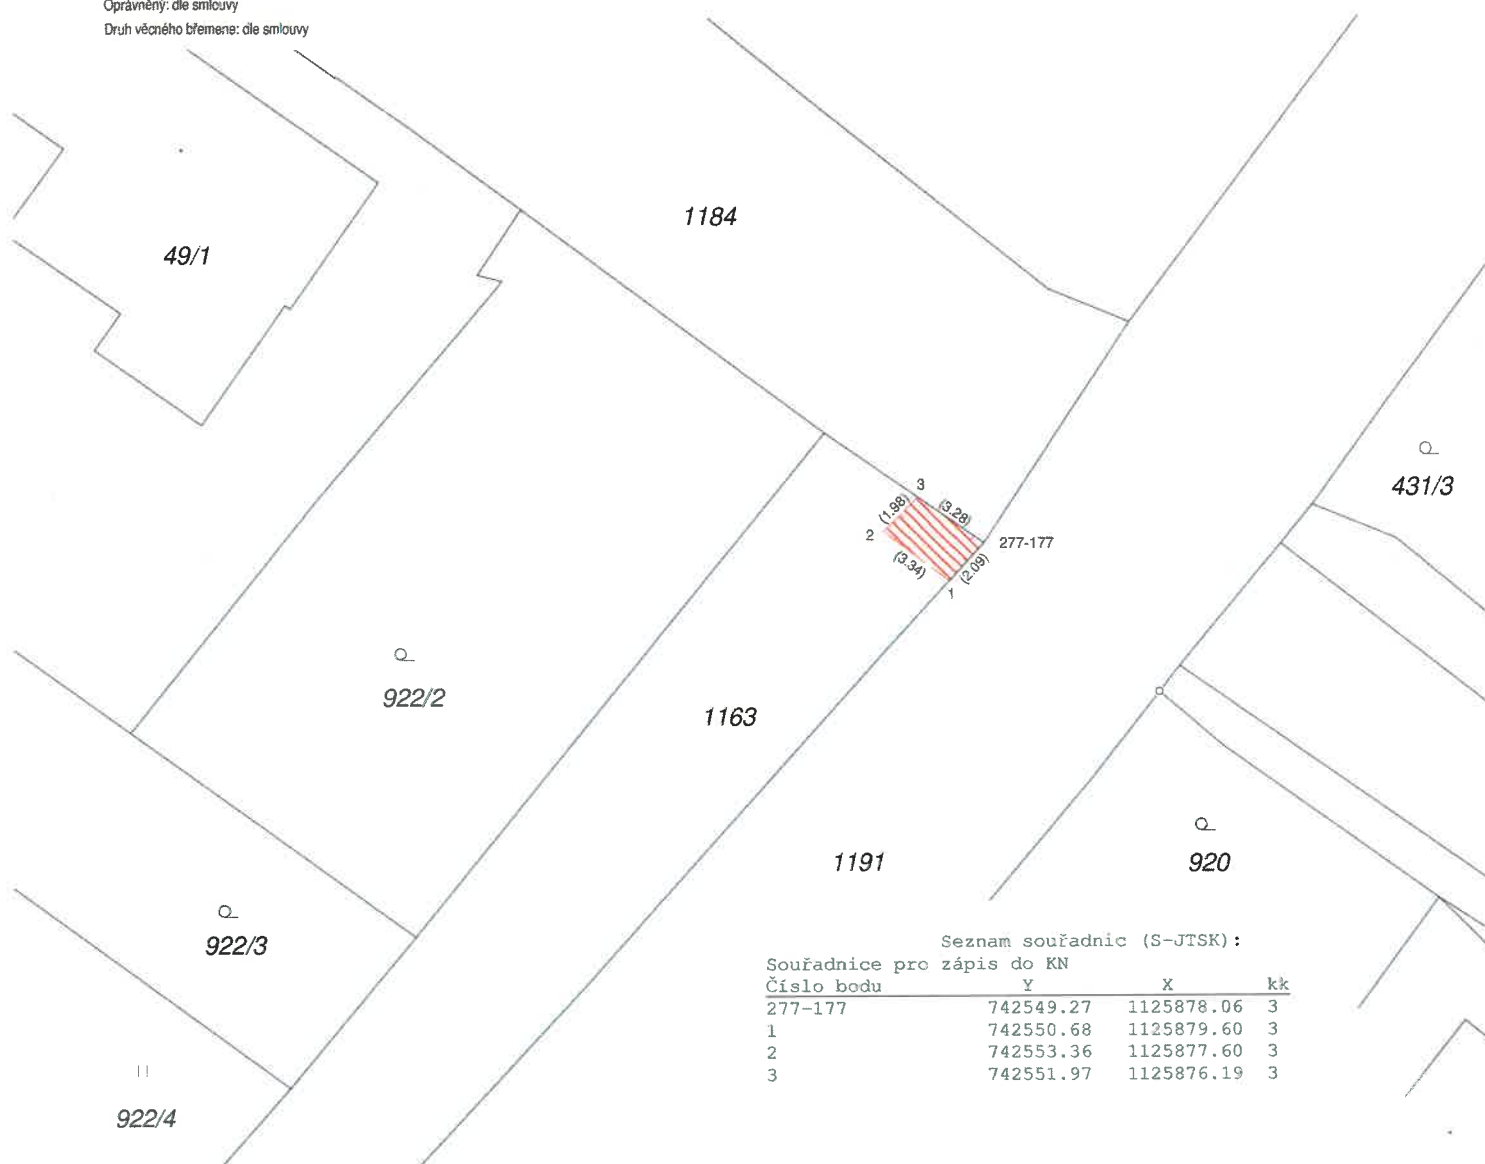 Oprávněný: dle smlouvy
Druh věcného břemene: dle smlouvy
1184
49/1
431/3
3
(1.98)
(3.28)
2
277-177
(3.34)
(2.09)
1
922/2
1163
1191
920
922/3
922/4
Seznam souřadnic (S-JTSK):
Souřadnice pro zápis do KN
Číslo bodu Y X kk
277-177 742549.27 1125878.06 3
1 742550.68 1125879.60 3
2 742553.36 1125877.60 3
3 742551.97 1125876.19 3